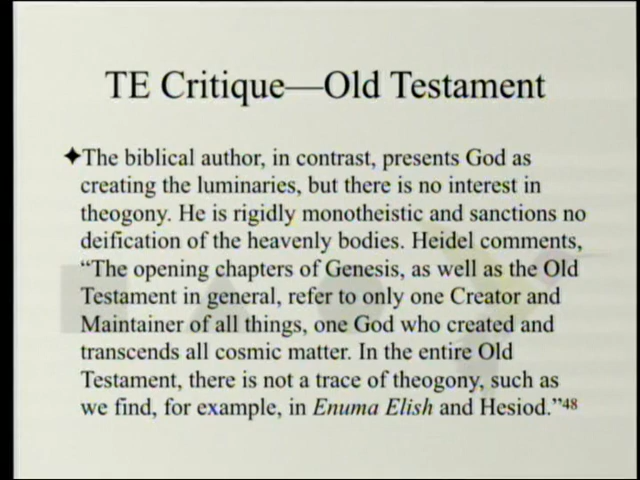 TE Critique—Old Testament
✦The biblical author, in contrast, presents God as
creating the luminaries, but there is no interest in
theogony. He is rigidly monotheistic and sanctions no
deification of the heavenly bodies. Heidel comments,
“The opening chapters of Genesis, as well as the Old
Testament in general, refer to only one Creator and
Maintainer of all things, one God who created and
transcends all cosmic matter. In the entire Old
Testament, there is not a trace of theogony, such as
we find, for example, in Enuma Elish and Hesiod.”48